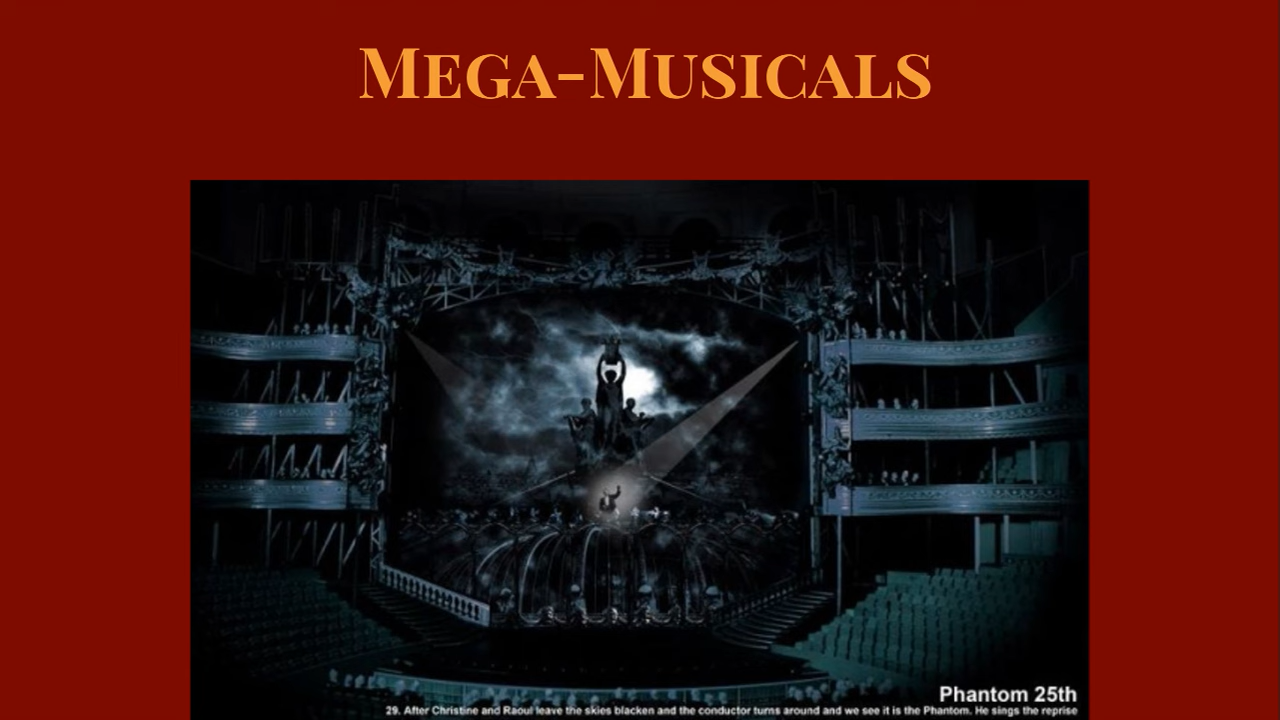 Mega-Musicals
Phantom 25th
29. After Christine and Raoul leave the skies blacken and the conductor turns around and we see it is the Phantom. He sings the reprise